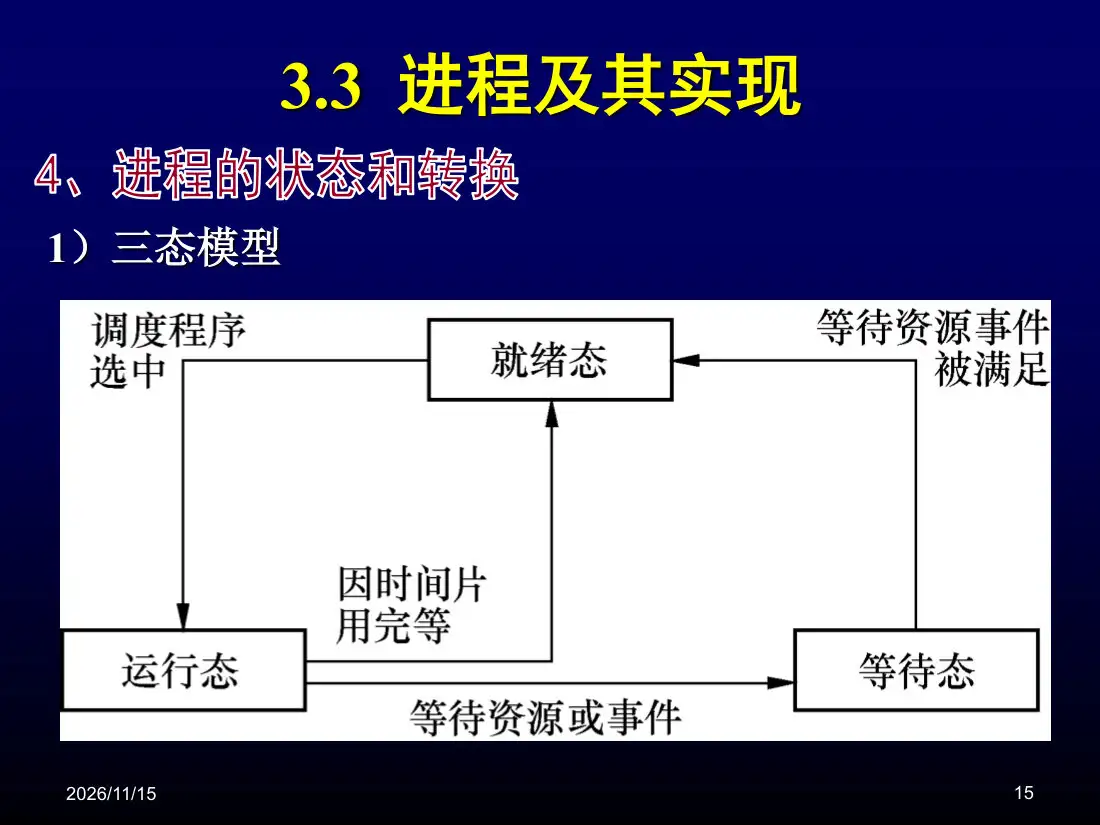 3.3 进程及其实现
4、进程的状态和转换
1）三态模型
调度程序
选中
就绪态
等待资源事件
被满足
因时间片
用完等
运行态
等待态
等待资源或事件
2026/11/15
15